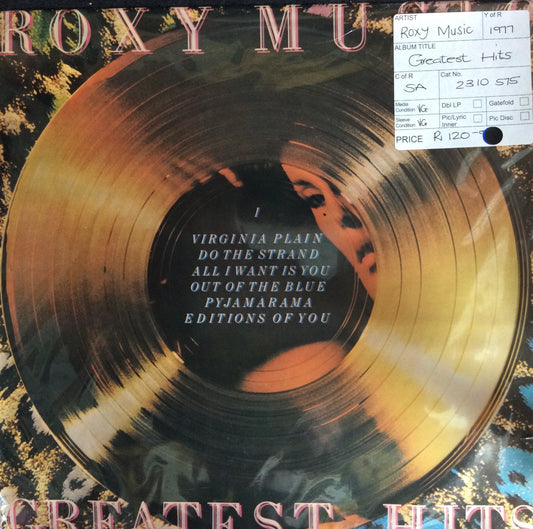 ROXY MUSIC
ARTIST
Roxy Music
Y of R
1977
ALBUM TITLE
Greatest Hits
C of R
SA
Cat No.
2310 575
Media Condition VG
Dbl LP
Gatefold
Sleeve Condition VG
Pic/Lyric Inner
Pic Disc
PRICE R 120-
I
VIRGINIA PLAIN
DO THE STRAND
ALL I WANT IS YOU
OUT OF THE BLUE
PYJAMARAMA
EDITIONS OF YOU
GREATEST HITS